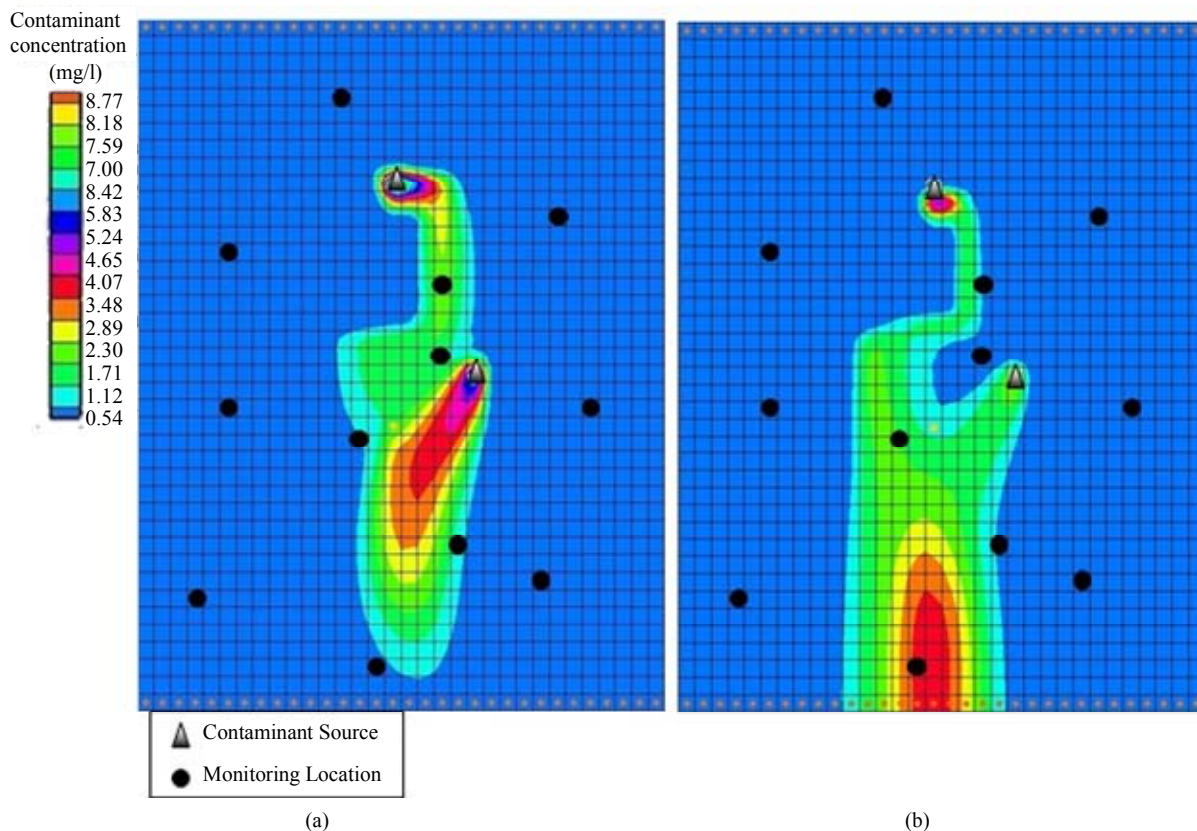 Contaminant
concentration
(mg/l)
8.77
8.18
7.59
7.00
8.42
5.83
5.24
4.65
4.07
3.48
2.89
2.30
1.71
1.12
0.54
Contaminant Source
Monitoring Location
(a)
(b)